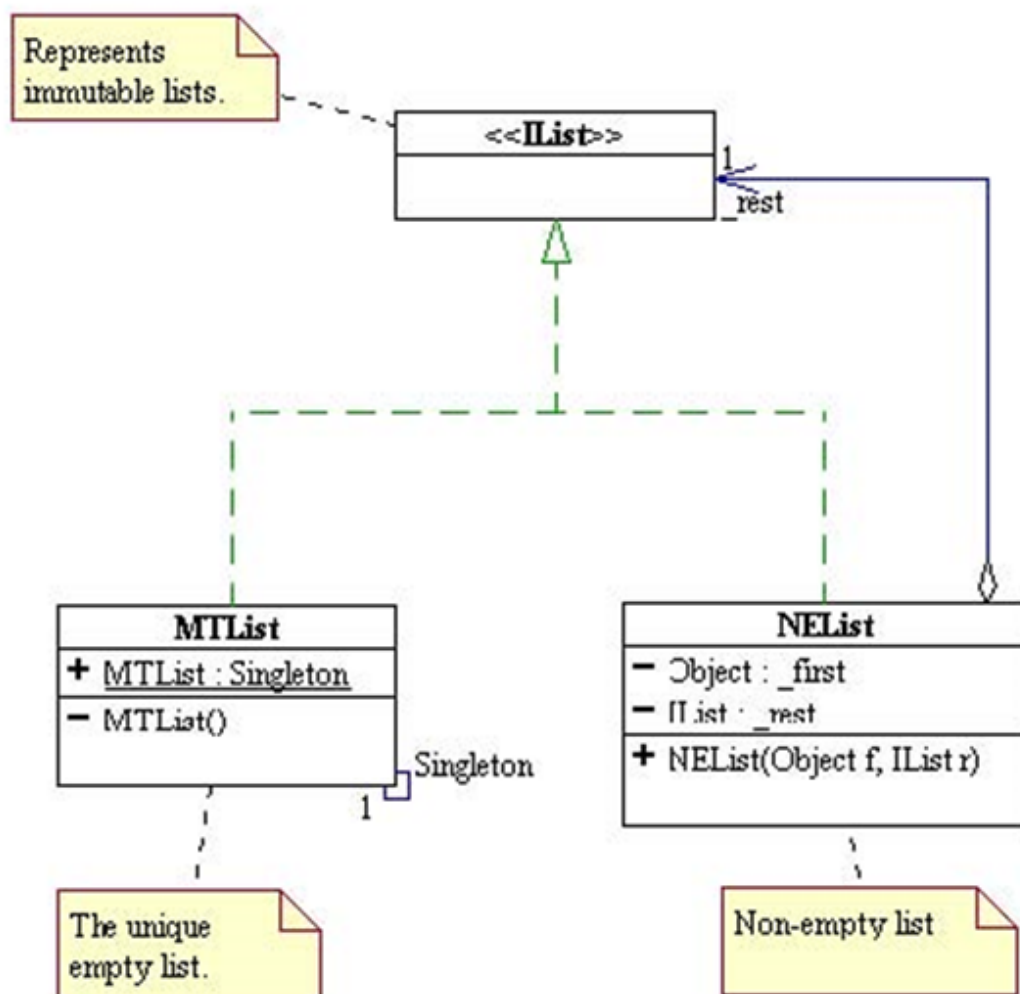 Represents
immutable lists.
<<IList>>
1
_rest
MTList
+ MTList : Singleton
− MTList()
Singleton
1
NEList
− Object : _first
− IList : _rest
+ NEList(Object f, IList r)
The unique
empty list.
Non-empty list